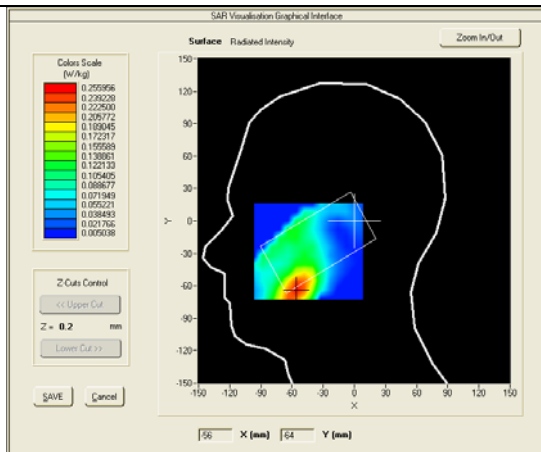 SAR Visualisation Graphical Interface
Surface Radiated Intensity
Zoom In/Out
Colors Scale
(W/kg)
0.255956
0.239228
0.222500
0.205772
0.189045
0.172317
0.155589
0.138861
0.122133
0.105405
0.088677
0.071949
0.055221
0.038493
0.021766
0.005038
Z Cuts Control
<< Upper Cut
Z = 0.2 mm
Lower Cut >>
SAVE Cancel
150
120
90
60
30
0
-30
-60
-90
-120
-150
Y
-150 -120 -90 -60 -30 0 30 60 90 120 150
X
-56 X (mm) -64 Y (mm)